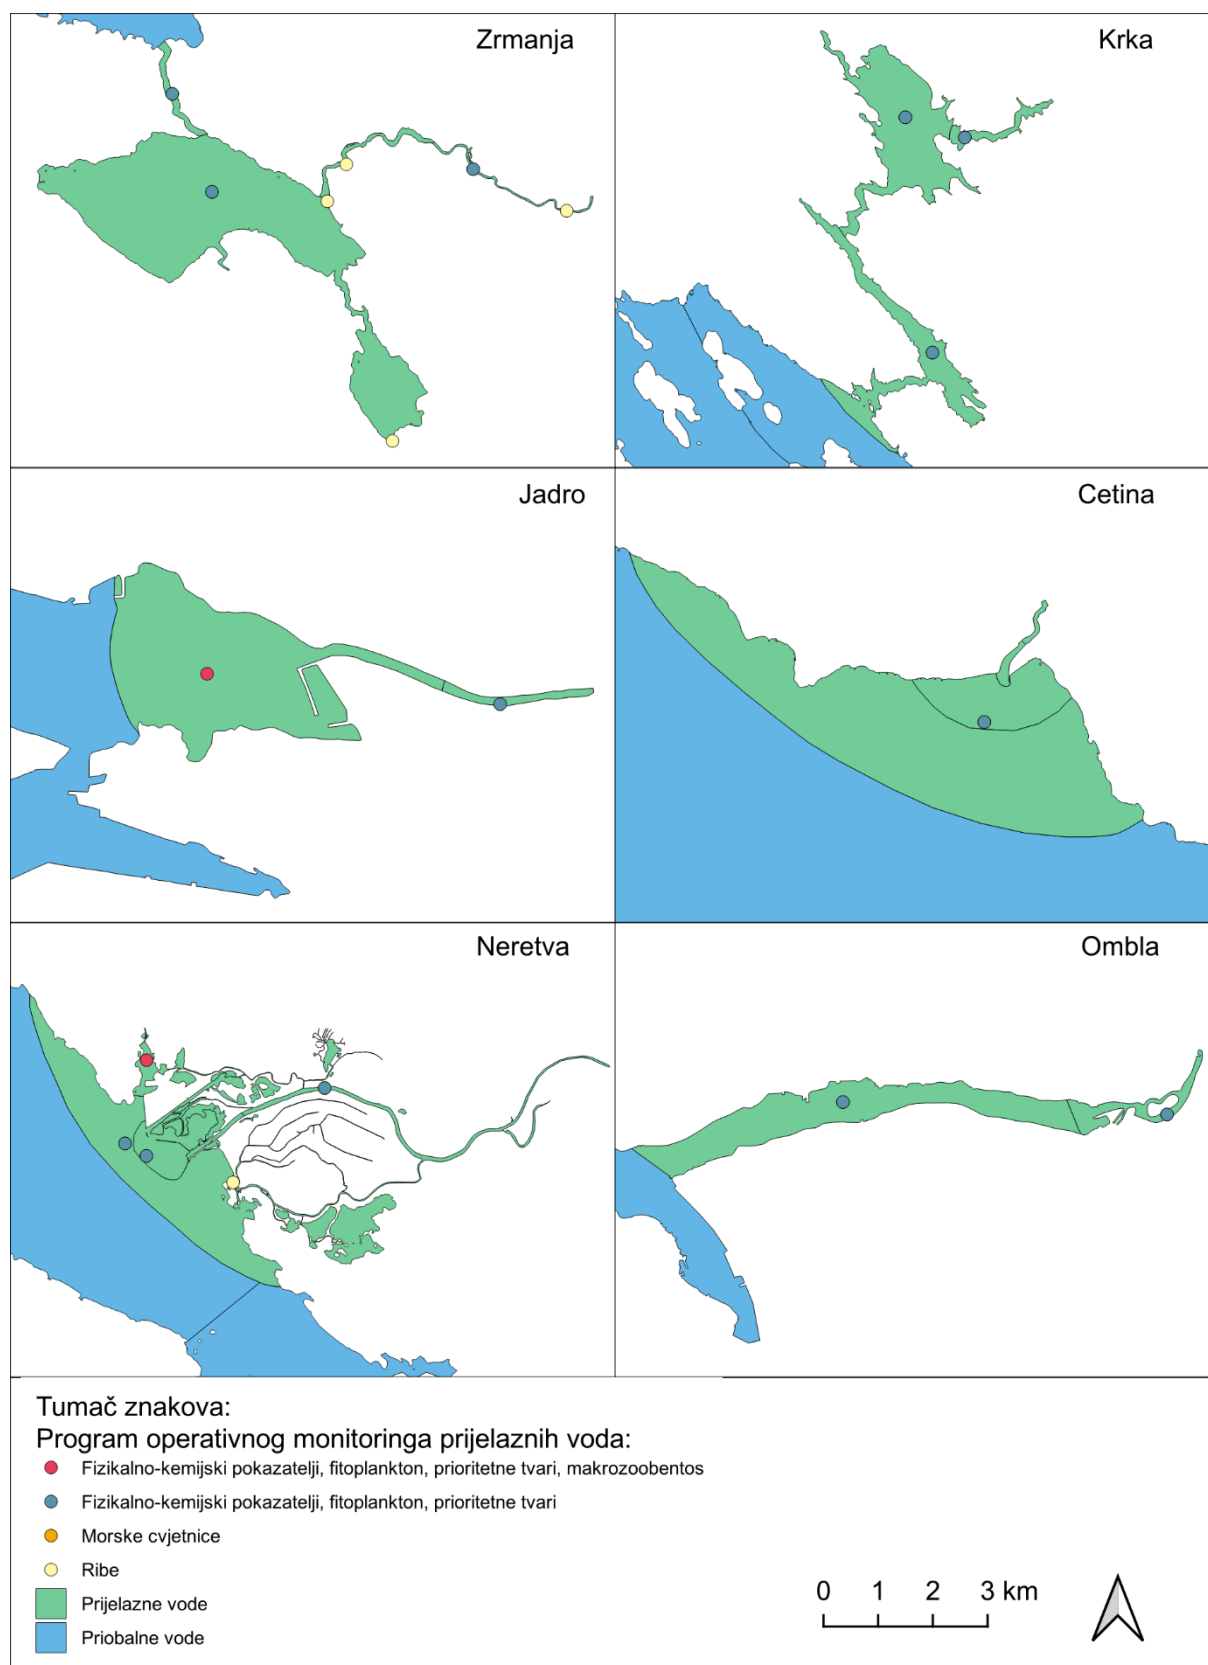 Zrmanja
Krka
Jadro
Cetina
Neretva
Ombla
Tumač znakova:
Program operativnog monitoringa prijelaznih voda:
Fizikalno-kemijski pokazatelji, fitoplankton, prioritetne tvari, makrozoobentos
Fizikalno-kemijski pokazatelji, fitoplankton, prioritetne tvari
Morske cvjetnice
Ribe
Prijelazne vode
Priobalne vode
0 1 2 3 km